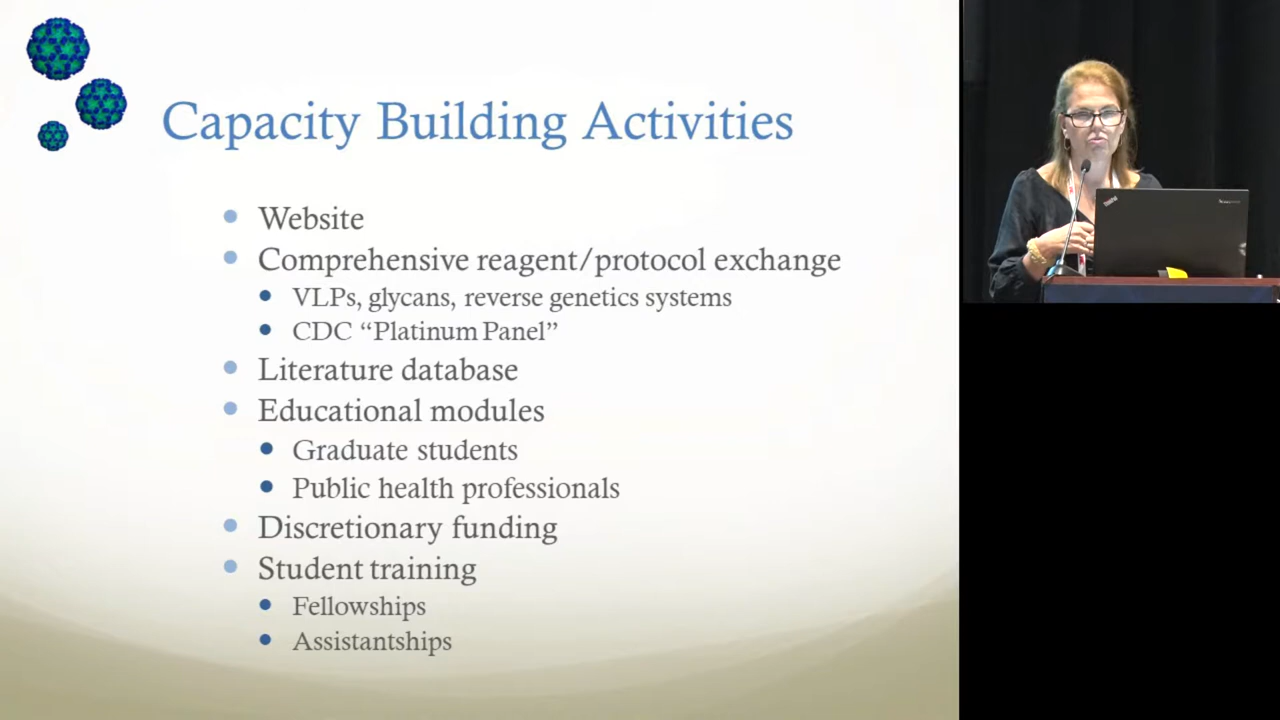 Capacity Building Activities
Website
Comprehensive reagent/protocol exchange
VLPs, glycans, reverse genetics systems
CDC “Platinum Panel”
Literature database
Educational modules
Graduate students
Public health professionals
Discretionary funding
Student training
Fellowships
Assistantships